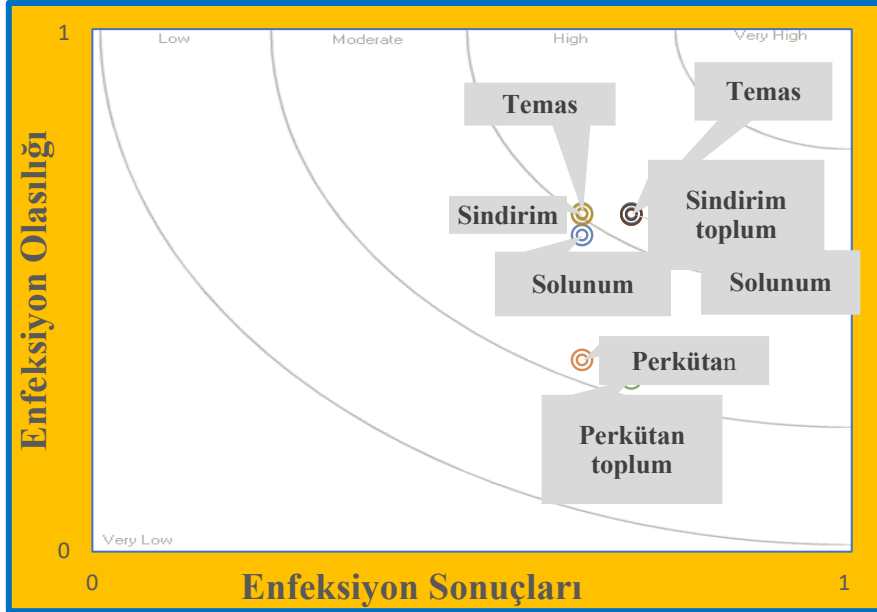 1
Low
Moderate
High
Very High
Temas
Temas
Sindirim
Sindirim
toplum
Solunum
Solunum
Perkütan
Perkütan
toplum
Enfeksiyon Olasılığı
Very Low
0
0
Enfeksiyon Sonuçları
1